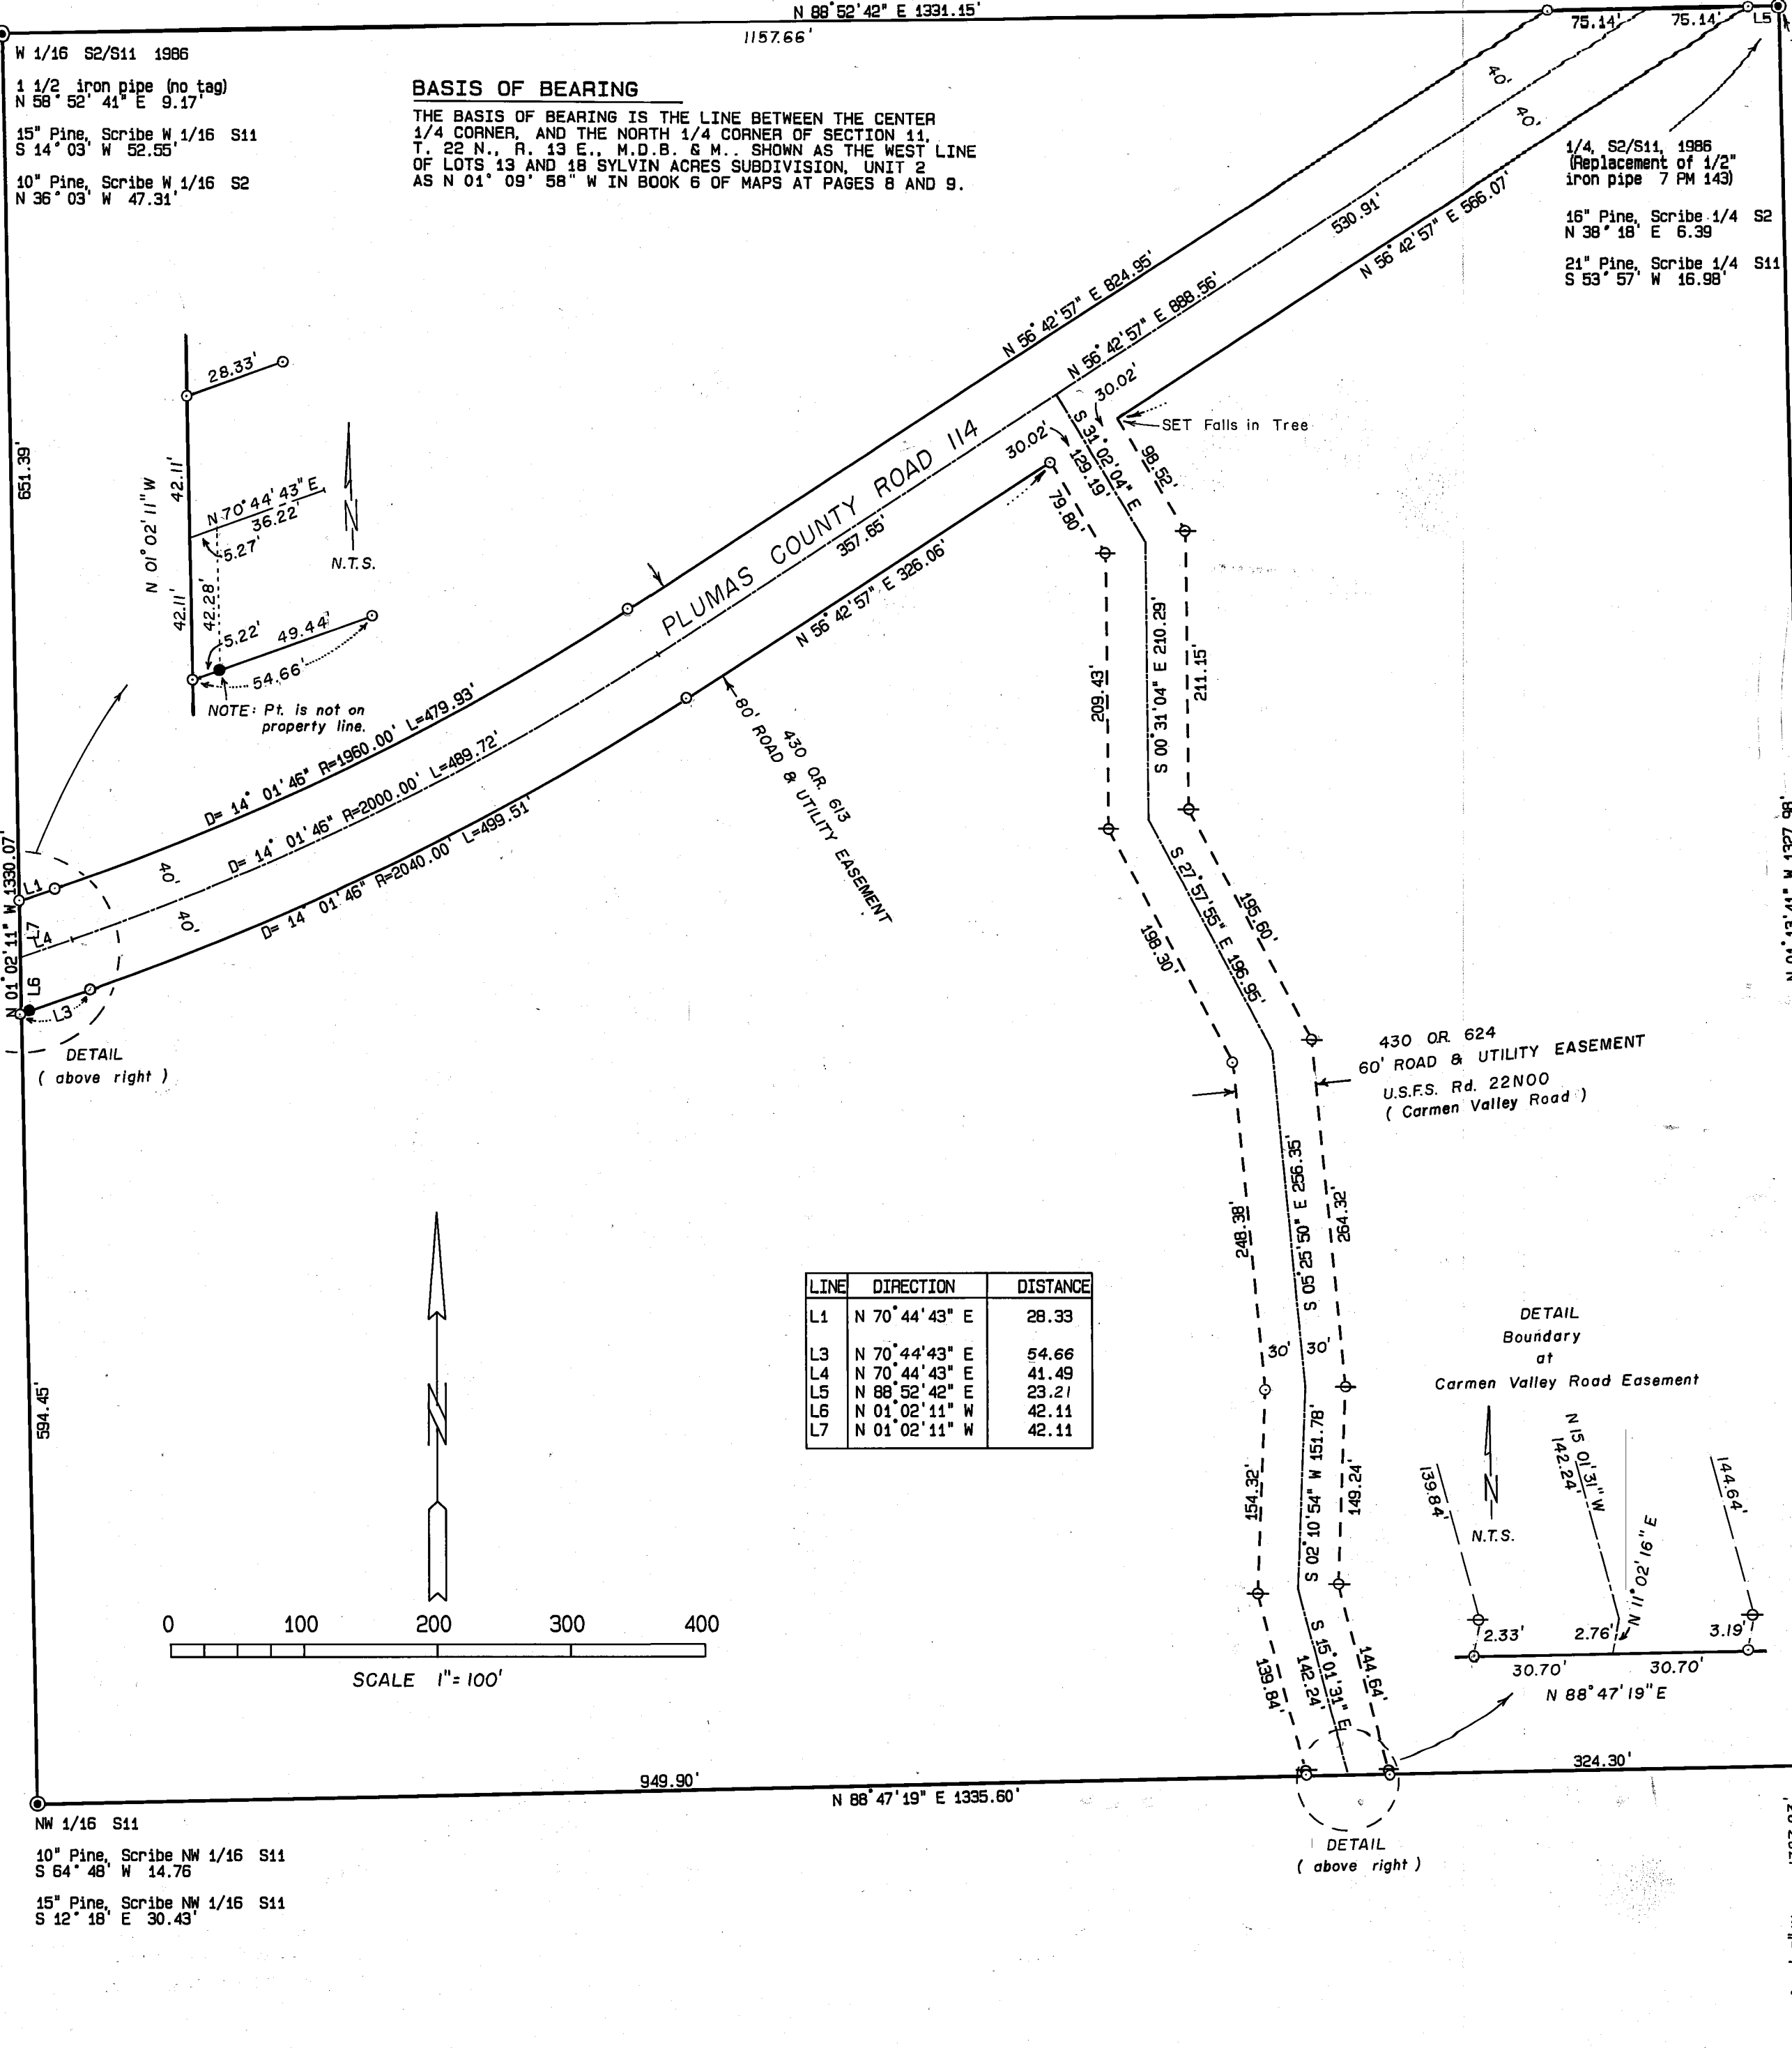 N 88°52'42" E 1331.15'
1157.66'
75.14'
75.14'
L5
W 1/16 S2/S11 1986
1 1/2 iron pipe (no tag)
N 58° 52' 41" E 9.17'
15" Pine, Scribe W 1/16 S11
S 14° 03' W 52.55'
10" Pine, Scribe W 1/16 S2
N 36° 03' W 47.31'
BASIS OF BEARING
THE BASIS OF BEARING IS THE LINE BETWEEN THE CENTER
1/4 CORNER, AND THE NORTH 1/4 CORNER OF SECTION 11,
T. 22 N., R. 13 E., M.D.B. & M.. SHOWN AS THE WEST LINE
OF LOTS 13 AND 18 SYLVIN ACRES SUBDIVISION, UNIT 2
AS N 01° 09' 58" W IN BOOK 6 OF MAPS AT PAGES 8 AND 9.
40'
40'
1/4, S2/S11, 1986
(Replacement of 1/2"
iron pipe 7 PM 143)
16" Pine, Scribe 1/4 S2
N 38° 18' E 6.39
21" Pine, Scribe 1/4 S11
S 53° 57' W 16.98'
N 56°42'57" E 824.95'
N 56°42'57" E 888.56'
530.91'
N 56°42'57" E 566.07'
651.39'
28.33'
42.11'
N 01° 02' 11" W
N 70° 44' 43" E
36.22'
5.27'
42.11'
42.28'
N
N.T.S.
5.22'
49.44'
54.66'
NOTE: Pt. is not on
property line.
PLUMAS COUNTY ROAD 114
357.65'
N 56°42'57" E 326.06'
30.02'
30.02'
SET Falls in Tree
S 31°02'04" E
129.19'
98.52'
79.80'
209.43'
S 00°31'04" E 210.29'
211.15'
80' ROAD & UTILITY EASEMENT
430 O.R. 613
D= 14° 01'46" R=1960.00' L=479.93'
D= 14° 01'46" R=2000.00' L=489.72'
D= 14° 01'46" R=2040.00' L=499.51'
40'
40'
N 01°02'11" W 1330.07'
L1
L7
L4
L6
L3
DETAIL
( above right )
198.30'
S 27°57'55" E 196.95'
195.60'
430 O.R. 624
60' ROAD & UTILITY EASEMENT
U.S.F.S. Rd. 22N00
( Carmen Valley Road )
N 01°13'41" W 1327.98'
248.38'
S 05°25'50" E 256.35'
264.32'
30'
30'
LINE DIRECTION DISTANCE
L1 N 70°44'43" E 28.33
L3 N 70°44'43" E 54.66
L4 N 70°44'43" E 41.49
L5 N 88°52'42" E 23.21
L6 N 01°02'11" W 42.11
L7 N 01°02'11" W 42.11
594.45'
N
154.32'
S 02°10'54" W 151.78'
149.24'
DETAIL
Boundary
at
Carmen Valley Road Easement
N
N.T.S.
139.84'
N 15 01' 31" W
142.24'
144.64'
N 11° 02' 16" E
2.33'
2.76'
3.19'
30.70'
30.70'
N 88° 47' 19" E
0 100 200 300 400
SCALE 1"= 100'
139.84'
S 15°01'31" E
142.24'
144.64'
949.90'
324.30'
N 88°47'19" E 1335.60'
NW 1/16 S11
10" Pine, Scribe NW 1/16 S11
S 64° 48' W 14.76
15" Pine, Scribe NW 1/16 S11
S 12° 18' E 30.43'
DETAIL
( above right )